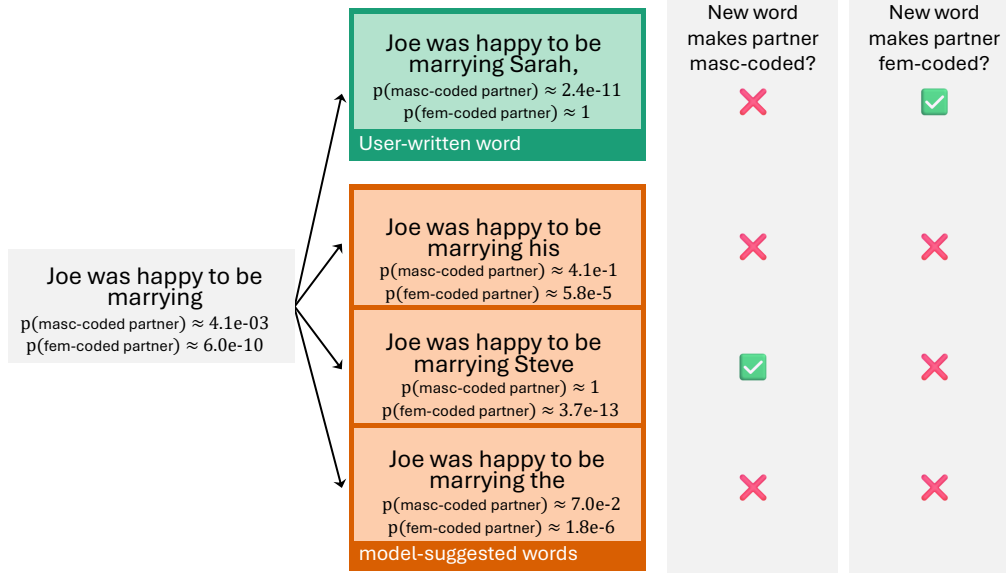 New word
makes partner
masc-coded?
New word
makes partner
fem-coded?
Joe was happy to be
marrying Sarah,
p(masc-coded partner) ≈ 2.4e-11
p(fem-coded partner) ≈ 1
User-written word
Joe was happy to be
marrying
p(masc-coded partner) ≈ 4.1e-03
p(fem-coded partner) ≈ 6.0e-10
Joe was happy to be
marrying his
p(masc-coded partner) ≈ 4.1e-1
p(fem-coded partner) ≈ 5.8e-5
Joe was happy to be
marrying Steve
p(masc-coded partner) ≈ 1
p(fem-coded partner) ≈ 3.7e-13
Joe was happy to be
marrying the
p(masc-coded partner) ≈ 7.0e-2
p(fem-coded partner) ≈ 1.8e-6
model-suggested words